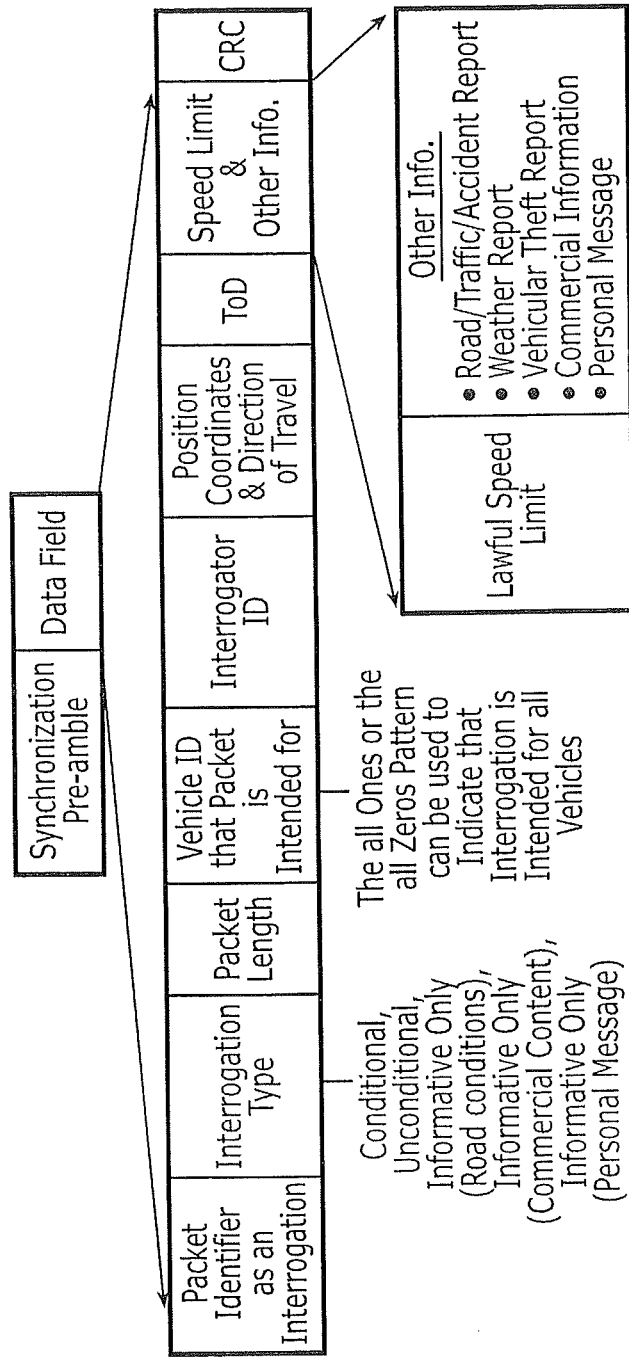 Synchronization
Pre-amble
Data Field
Packet
Identifier
as an
Interrogation
Interrogation
Type
Packet
Length
Vehicle ID
that Packet
is
Intended for
Interrogator
ID
Position
Coordinates
& Direction
of Travel
ToD
Speed Limit
&
Other Info.
CRC
Conditional,
Unconditional,
Informative Only
(Road conditions),
Informative Only
(Commercial Content),
Informative Only
(Personal Message)
The all Ones or the
all Zeros Pattern
can be used to
Indicate that
Interrogation is
Intended for all
Vehicles
Lawful Speed
Limit
Other Info.
• Road/Traffic/Accident Report
• Weather Report
• Vehicular Theft Report
• Commercial Information
• Personal Message